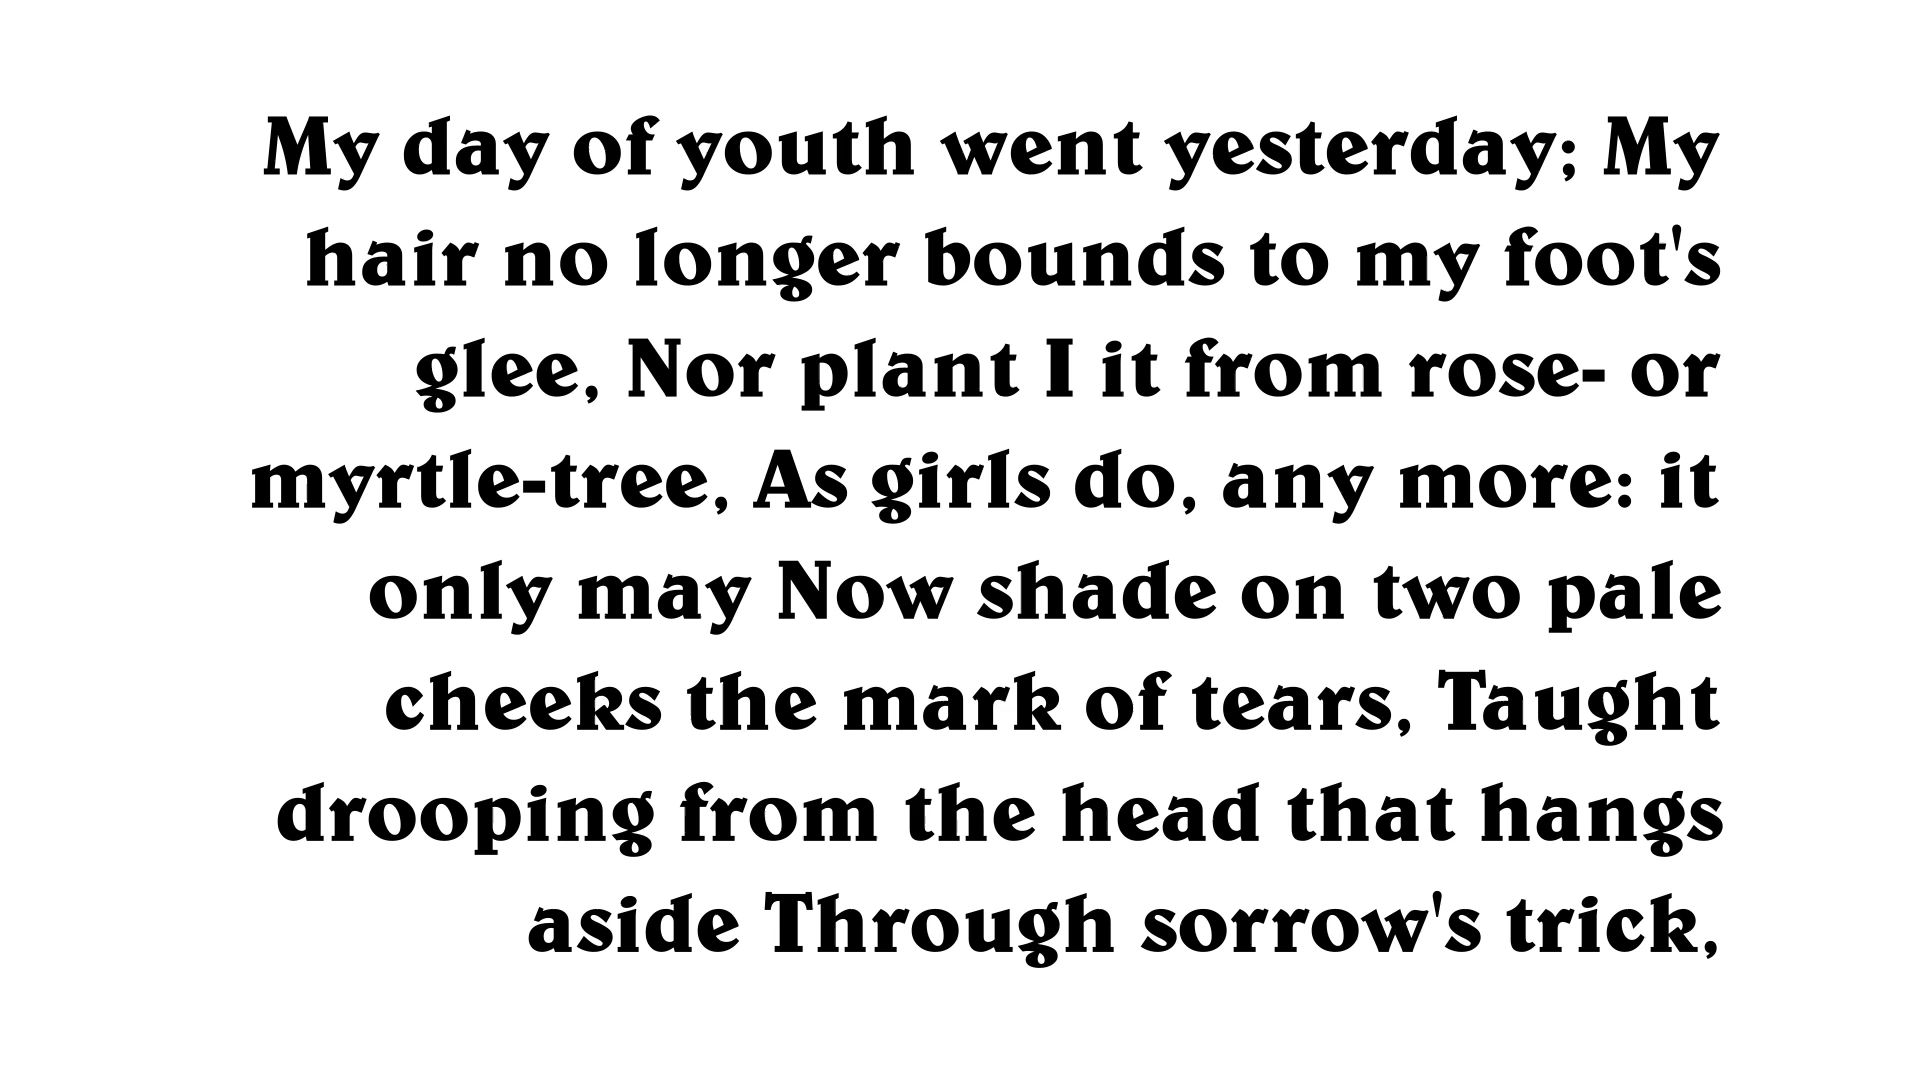 My day of youth went yesterday; My
hair no longer bounds to my foot's
glee, Nor plant I it from rose- or
myrtle-tree, As girls do, any more: it
only may Now shade on two pale
cheeks the mark of tears, Taught
drooping from the head that hangs
aside Through sorrow's trick,